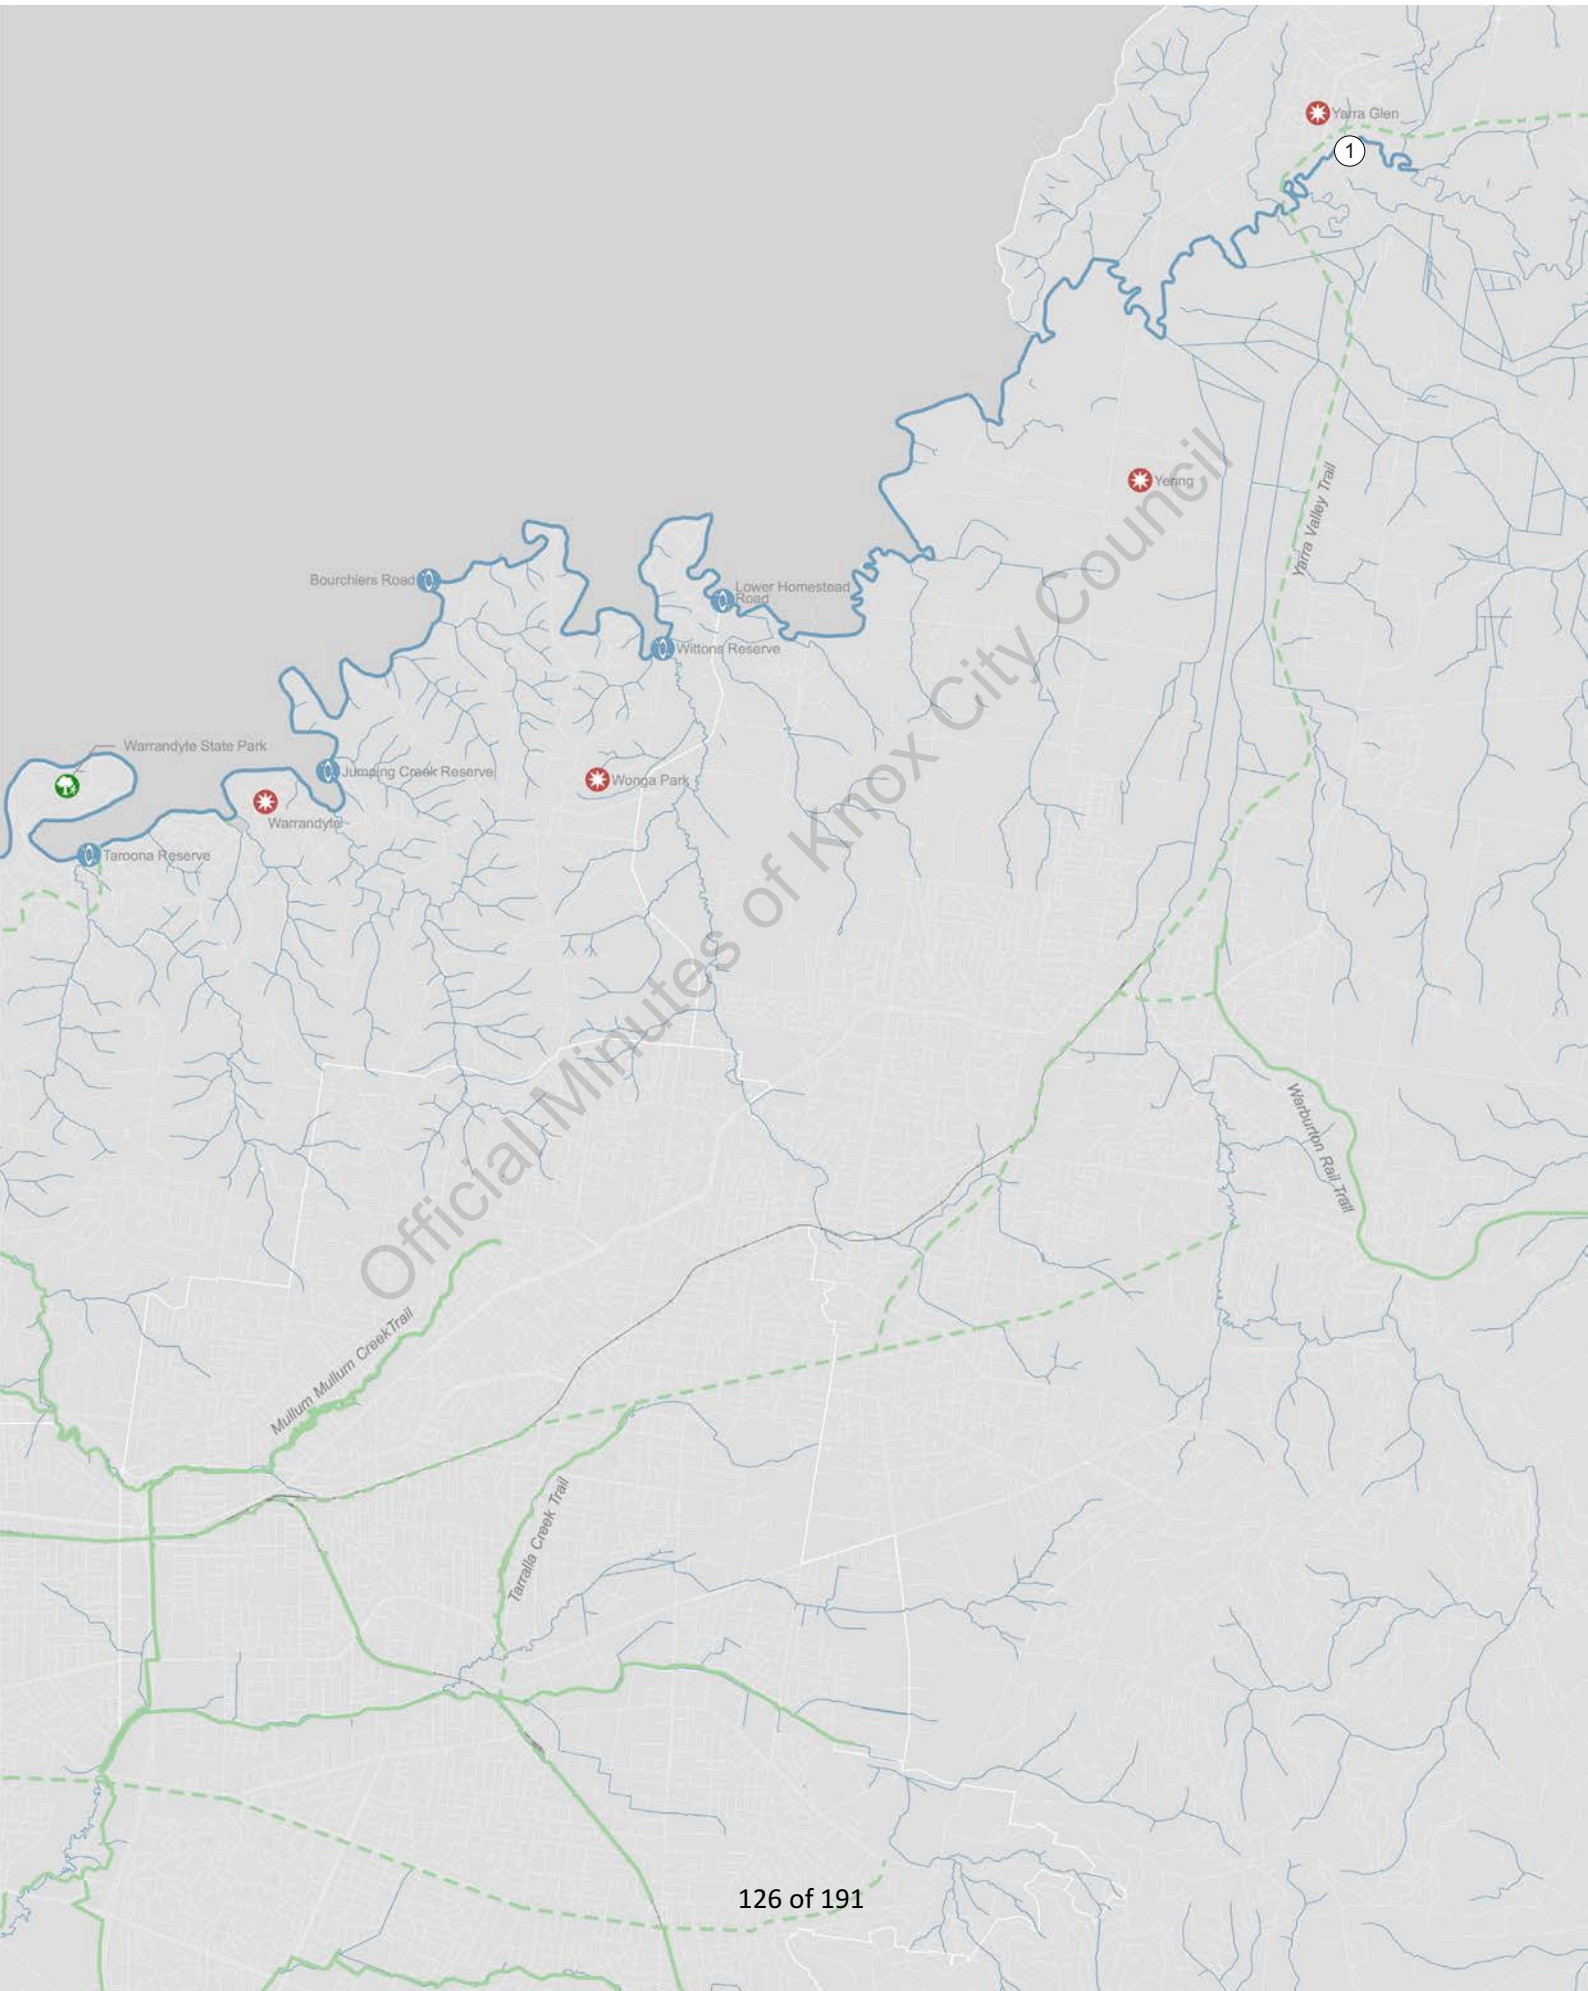 Yarra Glen
1
Yering
Yarra Valley Trail
Bourchiers Road
Lower Homestead
Road
Wittons Reserve
Warrandyte State Park
Jumping Creek Reserve
Wonga Park
Warrandyte
Taroona Reserve
Official Minutes of Knox City Council
Warburton Rail Trail
Mullum Mullum CreekTrail
Tarralla Creek Trail
126 of 191